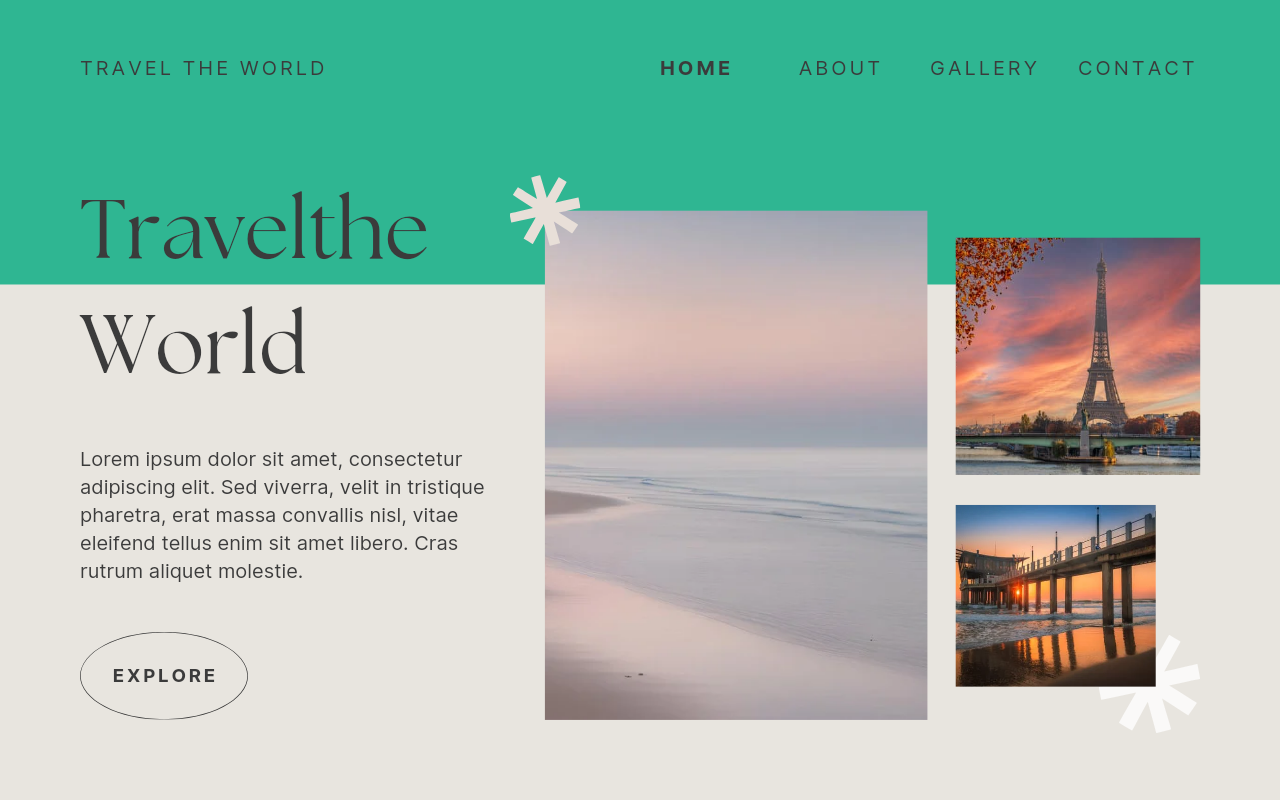 TRAVEL THE WORLD
HOME ABOUT GALLERY CONTACT
Travelthe
World
Lorem ipsum dolor sit amet, consectetur
adipiscing elit. Sed viverra, velit in tristique
pharetra, erat massa convallis nisl, vitae
eleifend tellus enim sit amet libero. Cras
rutrum aliquet molestie.
EXPLORE